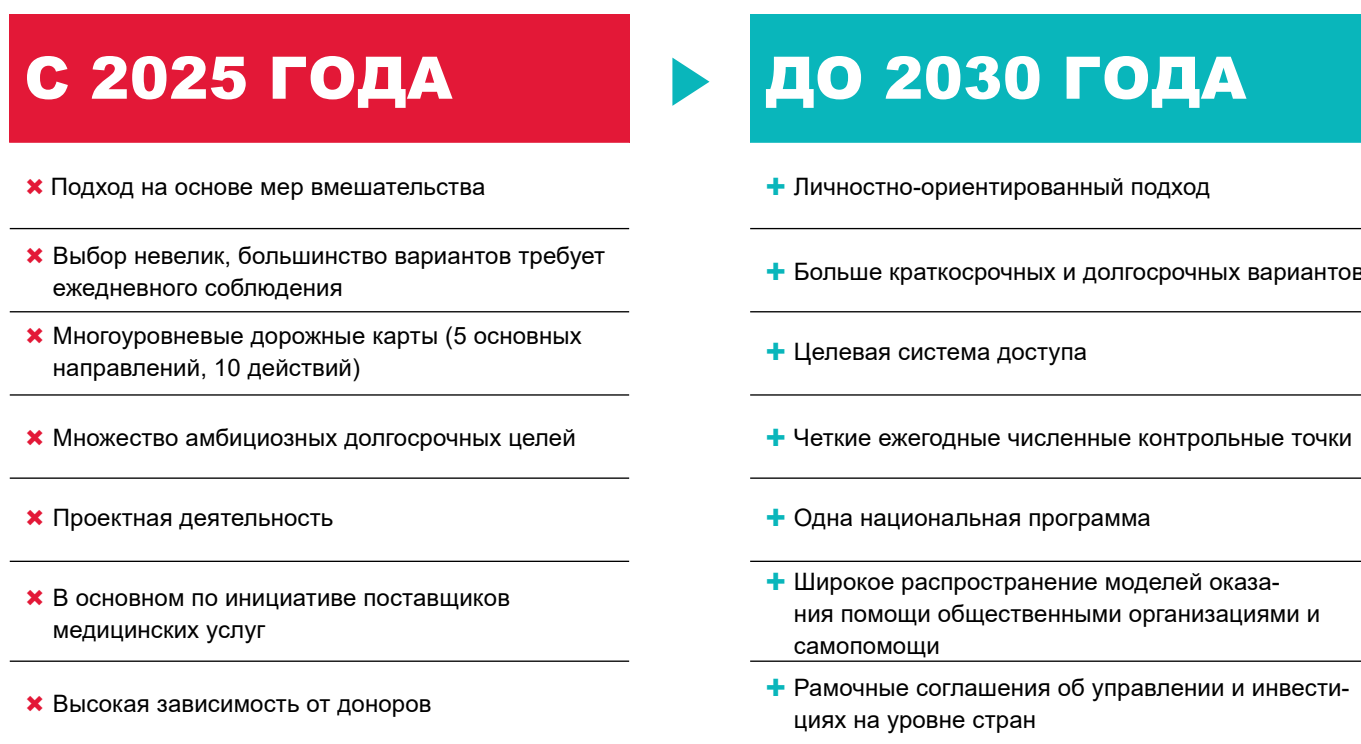 С 2025 ГОДА
ДО 2030 ГОДА
Подход на основе мер вмешательства
Личностно-ориентированный подход
Выбор невелик, большинство вариантов требует
ежедневного соблюдения
Больше краткосрочных и долгосрочных вариантов
Многоуровневые дорожные карты (5 основных
направлений, 10 действий)
Целевая система доступа
Множество амбициозных долгосрочных целей
Четкие ежегодные численные контрольные точки
Проектная деятельность
Одна национальная программа
В основном по инициативе поставщиков
медицинских услуг
Широкое распространение моделей оказа-
ния помощи общественными организациями и
самопомощи
Высокая зависимость от доноров
Рамочные соглашения об управлении и инвести-
циях на уровне стран